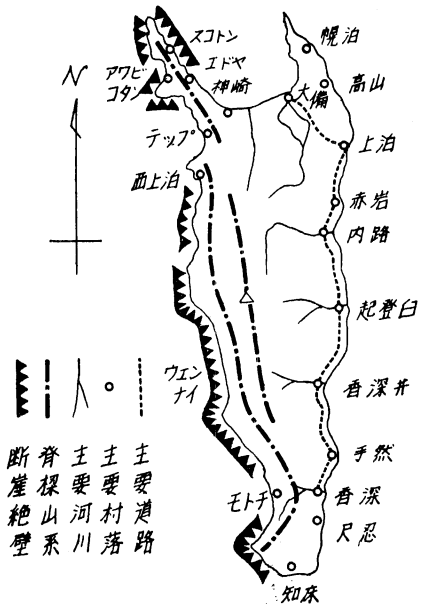 スコトン
エドヤ
アワビコタン
神崎
幌泊
高山
大備
テップ
上泊
西上泊
赤岩
内路
起登臼
ウエンナイ
香深井
手然
モトチ
香深
尺忍
知床
N
断崖絶壁
脊梁山系
主要河川
主要村落
主要道路